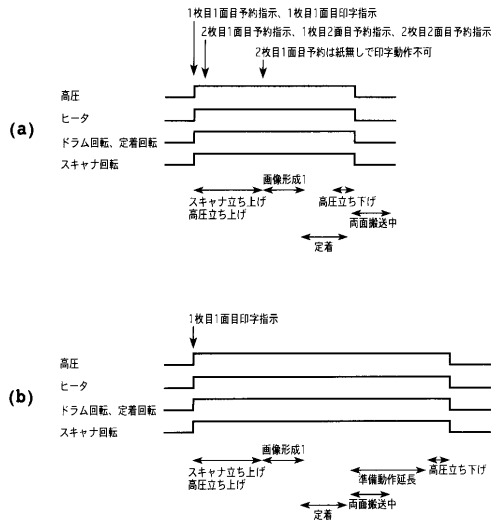 1枚目1面目予約指示、1枚目1面目印字指示
2枚目1面目予約指示、1枚目2面目予約指示、2枚目2面目予約指示
2枚目1面目予約は紙無しで印字動作不可
(a)
高圧
ヒータ
ドラム回転、定着回転
スキャナ回転
画像形成1
スキャナ立ち上げ
高圧立ち上げ
高圧立ち下げ
両面搬送中
定着
1枚目1面目印字指示
(b)
高圧
ヒータ
ドラム回転、定着回転
スキャナ回転
画像形成1
スキャナ立ち上げ
高圧立ち上げ
高圧立ち下げ
準備動作延長
両面搬送中
定着